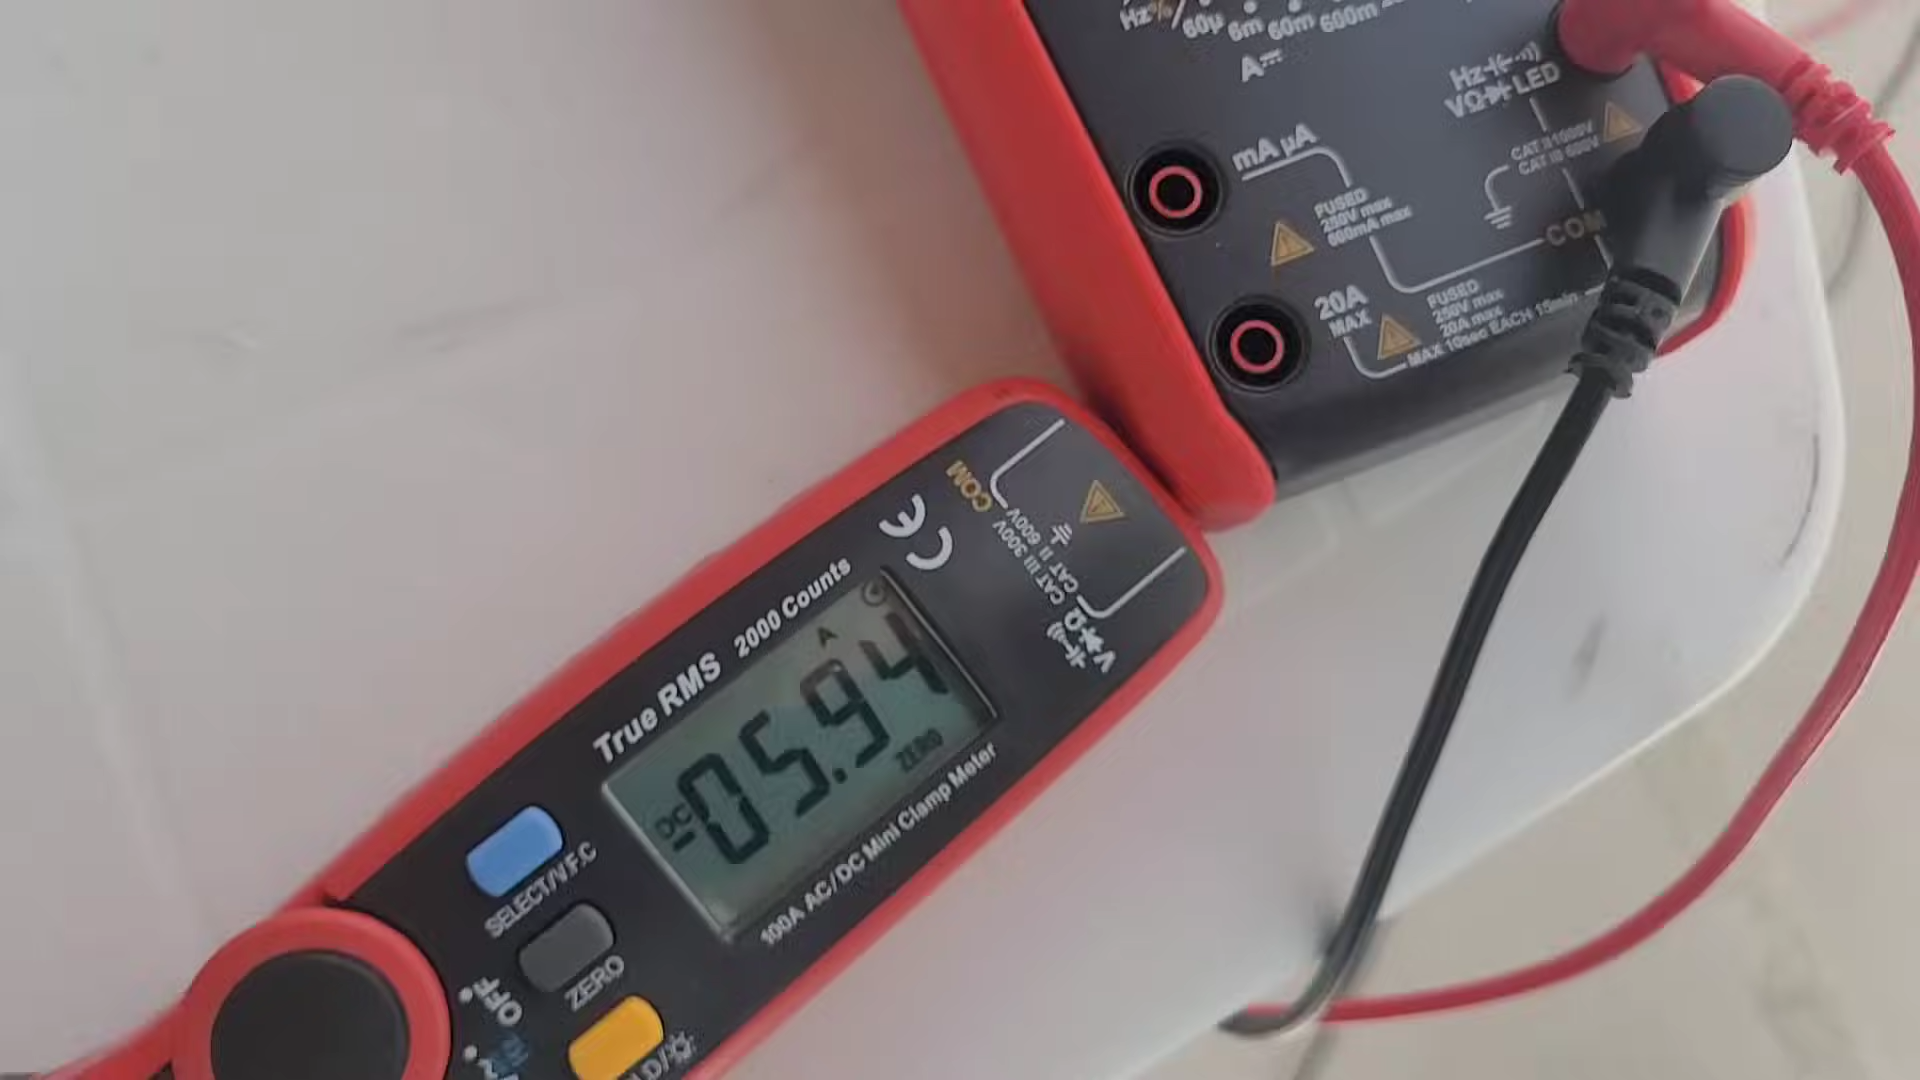 Hz%
60μ 6m 60m 600m
A
Hz
VΩ LED
mA μA
CAT II 1000V
CAT III 600V
FUSED
250V max
600mA max
COM
20A
MAX
FUSED
250V max
20A max
MAX 10sec EACH 15min
COM
CAT III 300V
CAT II 600V
VΩ
CE
True RMS 2000 Counts
A
DC
-05.94
ZERO
100A AC/DC Mini Clamp Meter
SELECT/V.F.C
ZERO
OFF